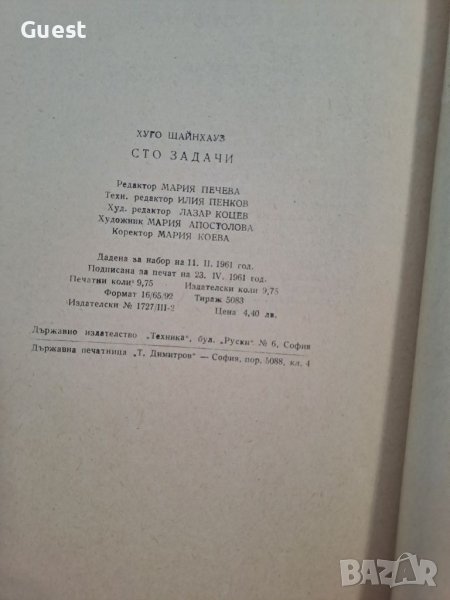 Guest
ХУГО ЩАЙНХАУЗ
СТО ЗАДАЧИ
Редактор МАРИЯ ПЕЧЕВА
Техн. редактор ИЛИЯ ПЕНКОВ
Худ. редактор ЛАЗАР КОЦЕВ
Художник МАРИЯ АПОСТОЛОВА
Коректор МАРИЯ КОЕВА
Дадена за набор на 11. II. 1961 год.
Подписана за печат на 23. IV. 1961 год.
Печатни коли 9,75 Издателски коли 9,75
Формат 16/65/92 Тираж 5083
Издателски № 1727/III-2 Цена 4,40 лв.
Държавно издателство „Техника“, бул. „Руски“ № 6, София
Държавна печатница „Т. Димитров“ — София, пор. 5088, кл. 4
BAZAR